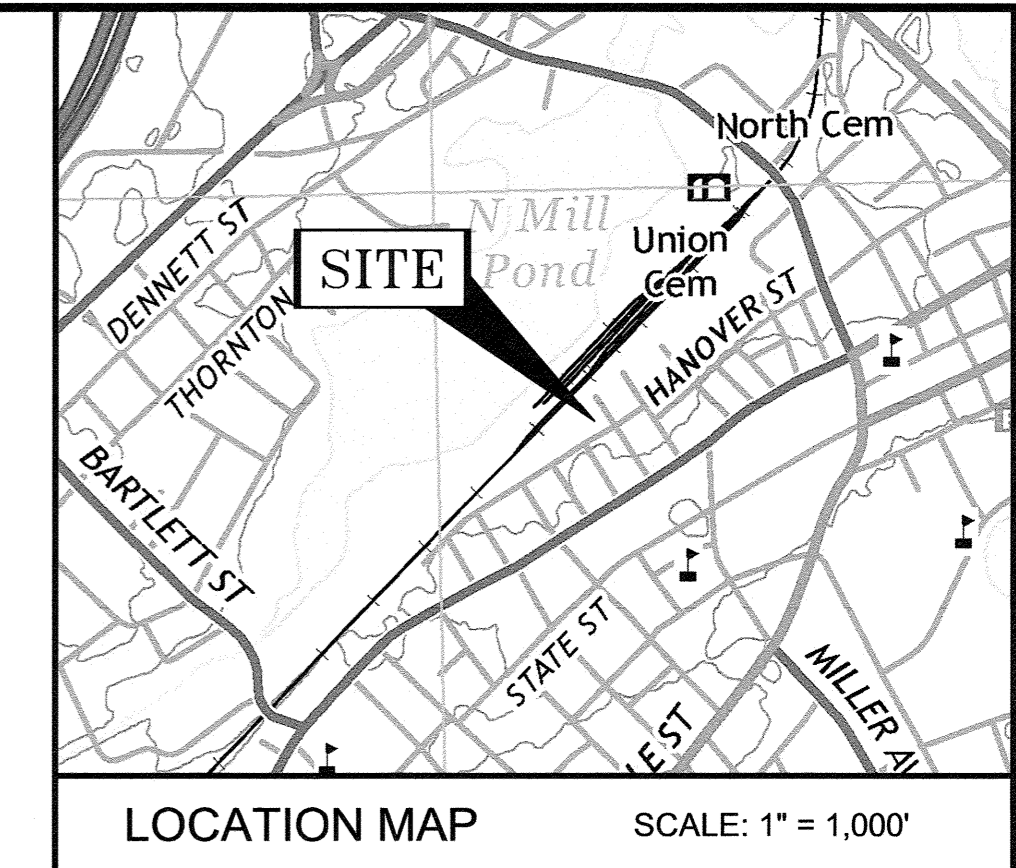 North Cem
N Mill
Pond
Union
Cem
DENNETT ST
SITE
THORNTON
HANOVER ST
BARTLETT ST
STATE ST
MILLER
LE ST
LOCATION MAP
SCALE: 1" = 1,000'